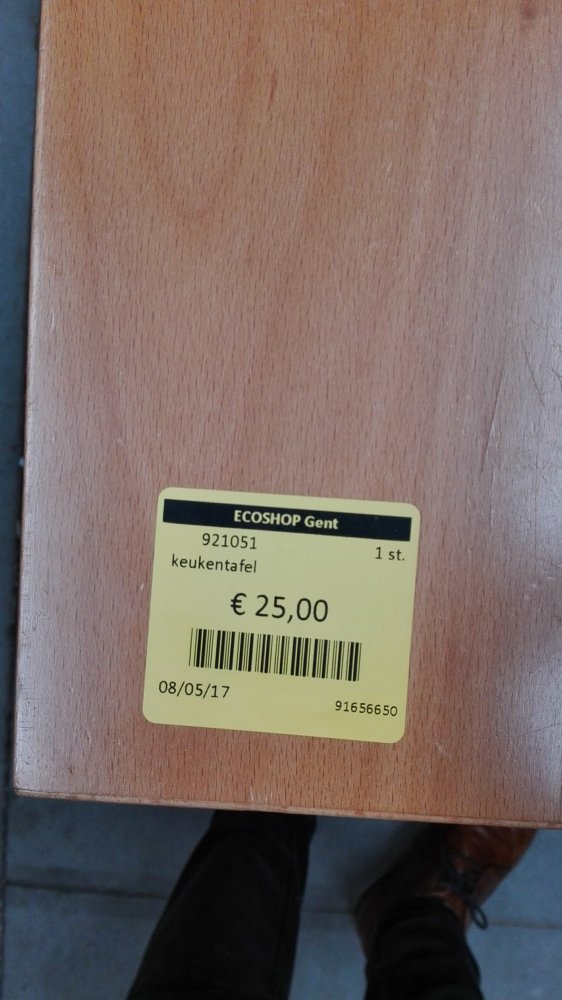 ECOSHOP Gent
921051 1 st.
keukentafel
€ 25,00
08/05/17 91656650